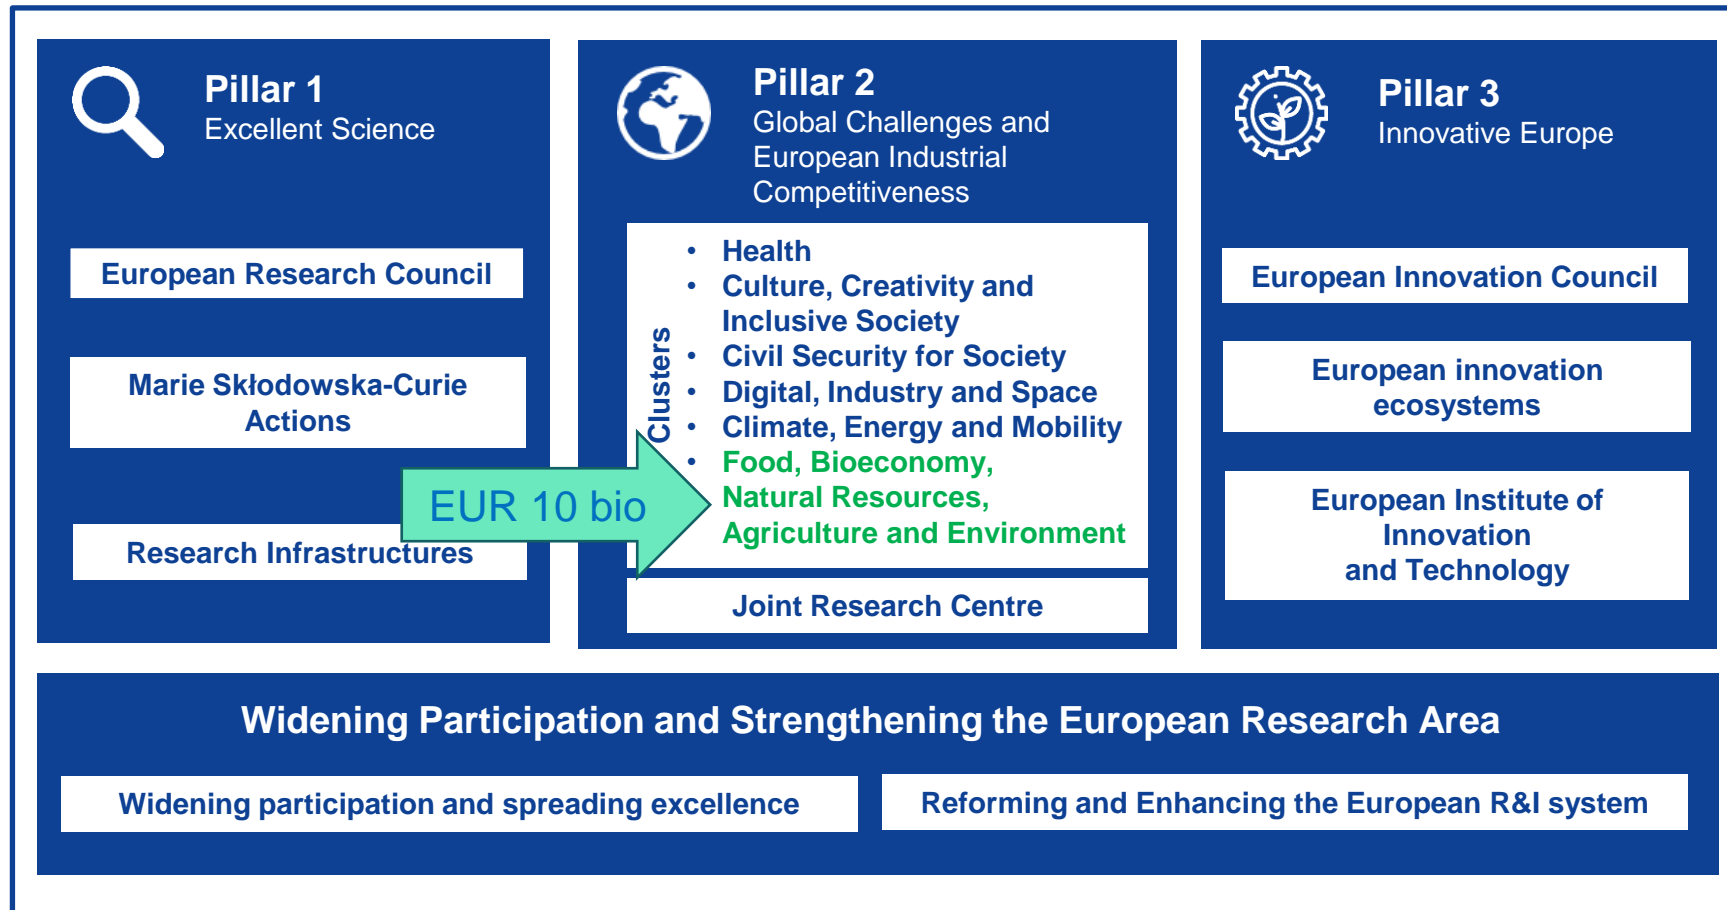 Pillar 1
Excellent Science
European Research Council
Marie Skłodowska-Curie
Actions
Research Infrastructures
Pillar 2
Global Challenges and
European Industrial
Competitiveness
Clusters
• Health
• Culture, Creativity and
Inclusive Society
• Civil Security for Society
• Digital, Industry and Space
• Climate, Energy and Mobility
• Food, Bioeconomy,
Natural Resources,
Agriculture and Environment
EUR 10 bio
Joint Research Centre
Pillar 3
Innovative Europe
European Innovation Council
European innovation
ecosystems
European Institute of
Innovation
and Technology
Widening Participation and Strengthening the European Research Area
Widening participation and spreading excellence
Reforming and Enhancing the European R&I system